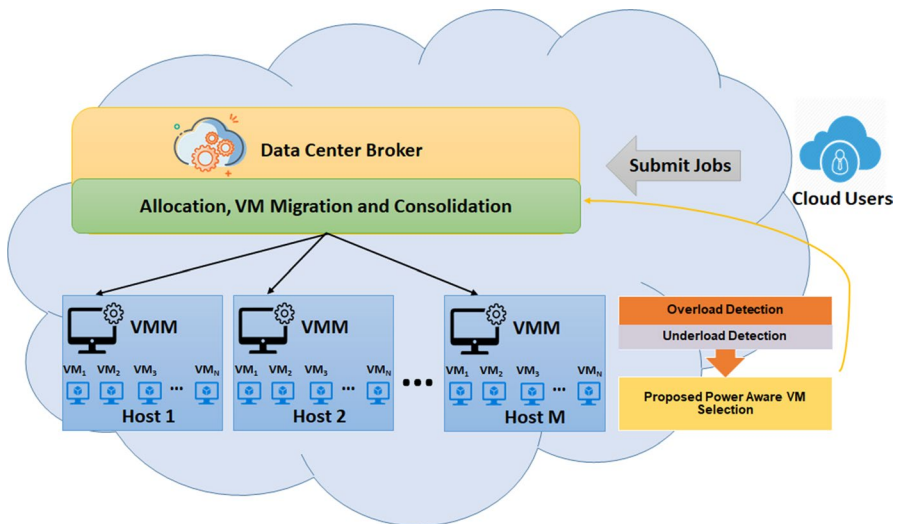 Data Center Broker
Submit Jobs
Cloud Users
Allocation, VM Migration and Consolidation
VMM
VM₁ VM₂ VM₃ ... VMN
Host 1
VMM
VM₁ VM₂ VM₃ ... VMN
Host 2
...
VMM
VM₁ VM₂ VM₃ ... VMN
Host M
Overload Detection
Underload Detection
Proposed Power Aware VM
Selection